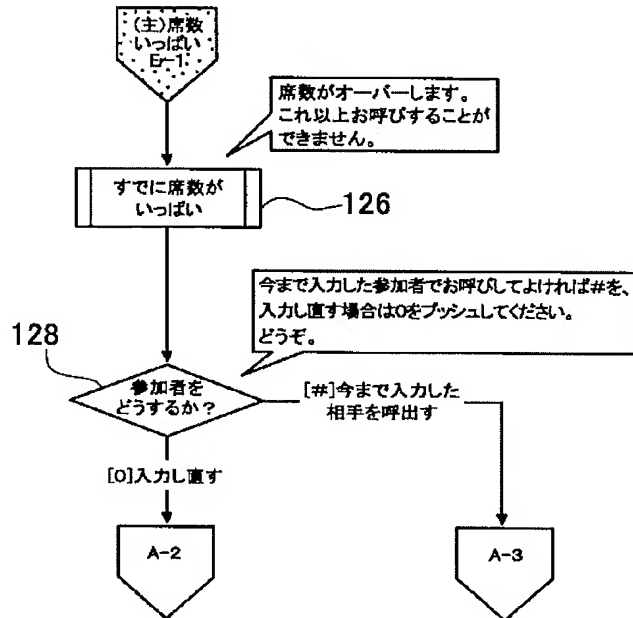 (主)席数
いっぱい
Er-1
席数がオーバーします。
これ以上お呼びすることが
できません。
すでに席数が
いっぱい
126
今まで入力した参加者でお呼びしてよければ#を、
入力し直す場合は0をプッシュしてください。
どうぞ。
128
参加者を
どうするか?
[#]今まで入力した
相手を呼出す
[0]入力し直す
A-2
A-3